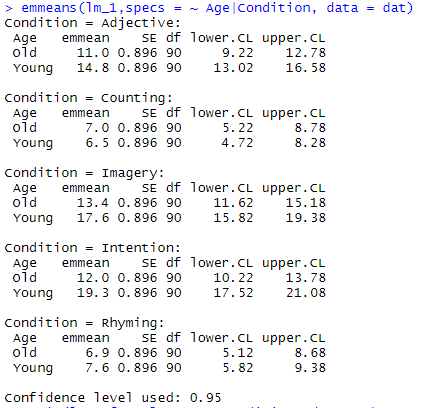 > emmeans(lm_1,specs = ~ Age|Condition, data = dat)
Condition = Adjective:
 Age   emmean    SE df lower.CL upper.CL
 Old     11.0 0.896 90     9.22    12.78
 Young   14.8 0.896 90    13.02    16.58

Condition = Counting:
 Age   emmean    SE df lower.CL upper.CL
 Old      7.0 0.896 90     5.22     8.78
 Young    6.5 0.896 90     4.72     8.28

Condition = Imagery:
 Age   emmean    SE df lower.CL upper.CL
 Old     13.4 0.896 90    11.62    15.18
 Young   17.6 0.896 90    15.82    19.38

Condition = Intention:
 Age   emmean    SE df lower.CL upper.CL
 Old     12.0 0.896 90    10.22    13.78
 Young   19.3 0.896 90    17.52    21.08

Condition = Rhyming:
 Age   emmean    SE df lower.CL upper.CL
 Old      6.9 0.896 90     5.12     8.68
 Young    7.6 0.896 90     5.82     9.38

Confidence level used: 0.95